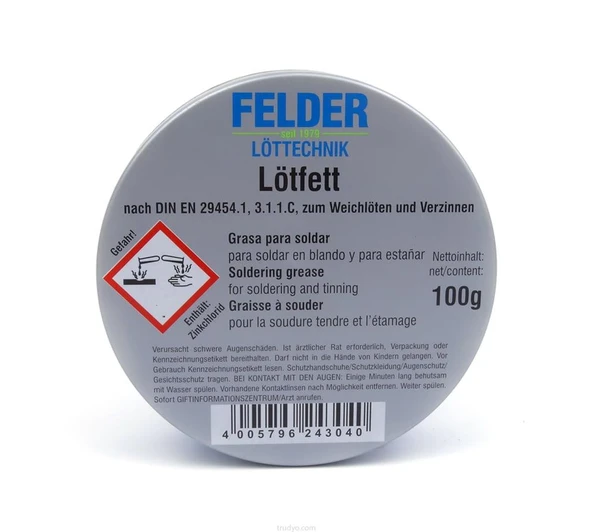 FELDER
seit 1979
LÖTTECHNIK
Lötfett
nach DIN EN 29454.1, 3.1.1.C, zum Weichlöten und Verzinnen
Gefahr!
Enthält:
Zinkchlorid
Grasa para soldar
para soldar en blando y para estañar
Soldering grease
for soldering and tinning
Graisse à souder
pour la soudure tendre et l'étamage
Nettoinhalt:
net/content:
100g
Verursacht schwere Augenschäden. Ist ärztlicher Rat erforderlich, Verpackung oder
Kennzeichnungsetikett bereithalten. Darf nicht in die Hände von Kindern gelangen. Vor
Gebrauch Kennzeichnungsetikett lesen. Schutzhandschuhe/Schutzkleidung/Augenschutz/
Gesichtsschutz tragen. BEI KONTAKT MIT DEN AUGEN: Einige Minuten lang behutsam
mit Wasser spülen. Vorhandene Kontaktlinsen nach Möglichkeit entfernen. Weiter spülen.
Sofort GIFTINFORMATIONSZENTRUM/Arzt anrufen.
4 005796 243040
trudyo.com